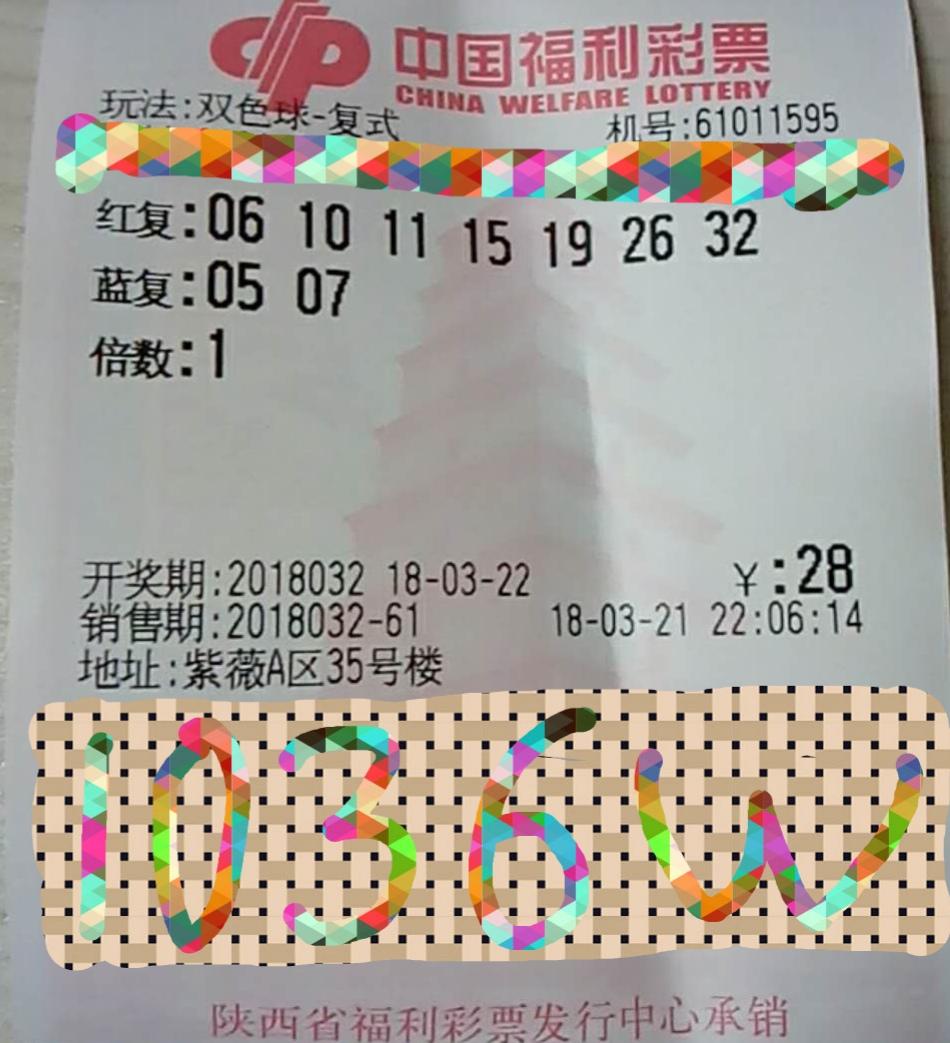 中国福利彩票
CHINA WELFARE LOTTERY
玩法:双色球-复式 机号:61011595
红复:06 10 11 15 19 26 32
蓝复:05 07
倍数:1
开奖期:2018032 18-03-22 ¥:28
销售期:2018032-61 18-03-21 22:06:14
地址:紫薇A区35号楼
1036W
陕西省福利彩票发行中心承销